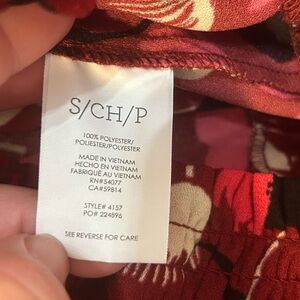 S/CH/P
100% POLYESTER/
POLIESTER/POLYESTER
MADE IN VIETNAM
HECHO EN VIETNAM
FABRIQUÉ AU VIETNAM
RN#54077
CA#59814
STYLE# 4157
PO# 224896
SEE REVERSE FOR CARE